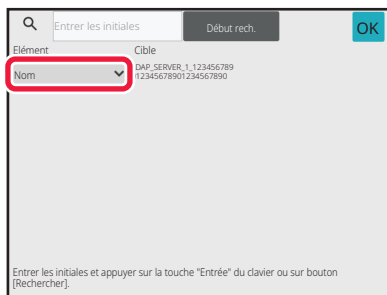 Entrer les initiales
Début rech.
OK
Elément
Cible
Nom
DAP_SERVER_1_123456789
12345678901234567890
Entrer les initiales et appuyer sur la touche "Entrée" du clavier ou sur bouton
[Rechercher].